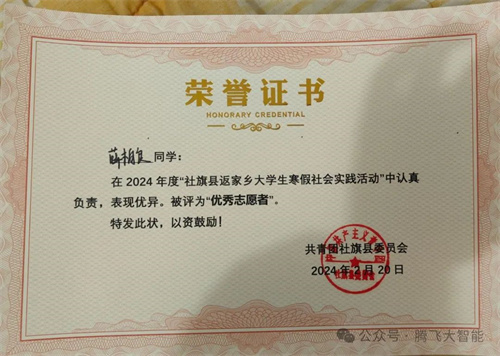 荣誉证书
HONORARY CREDENTIAL
同学：
在 2024 年度“社旗县返家乡大学生寒假社会实践活动”中认真
负责，表现优异。被评为“优秀志愿者”。
特发此状，以资鼓励！
共青团社旗县委员会
2024 年 2 月 20 日
公众号·腾飞大智能